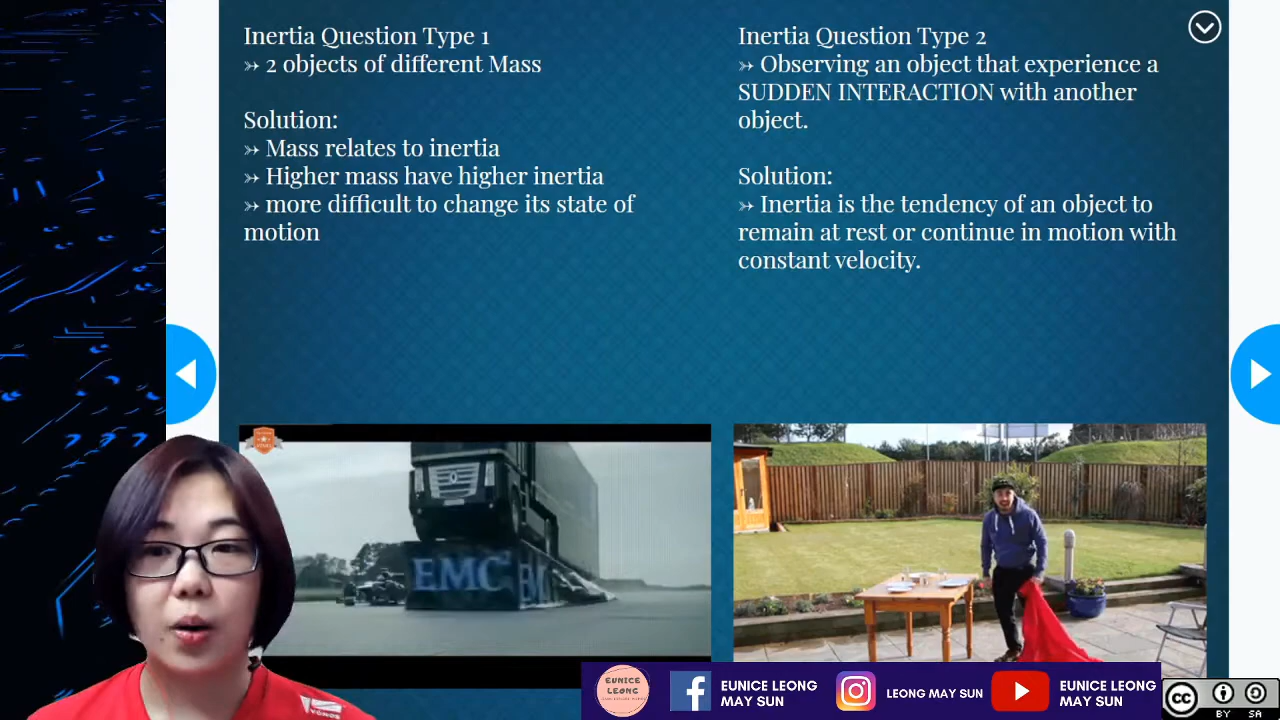 Inertia Question Type 1
➳ 2 objects of different Mass
Solution:
➳ Mass relates to inertia
➳ Higher mass have higher inertia
➳ more difficult to change its state of
motion
Inertia Question Type 2
➳ Observing an object that experience a
SUDDEN INTERACTION with another
object.
Solution:
➳ Inertia is the tendency of an object to
remain at rest or continue in motion with
constant velocity.
EMC
EUNICE
LEONG
EUNICE LEONG
MAY SUN
LEONG MAY SUN
EUNICE LEONG
MAY SUN
cc
BY SA